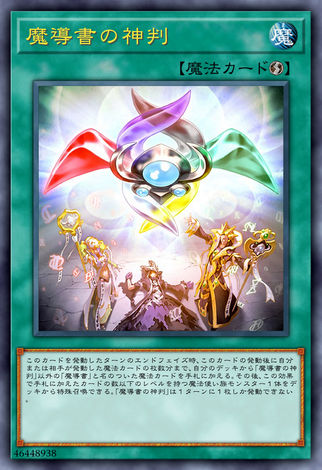 魔導書の神判
魔
【魔法カード】
このカードを発動したターンのエンドフェイズ時、このカードの発動後に自分
または相手が発動した魔法カードの枚数分まで、自分のデッキから「魔導書の神
判」以外の「魔導書」と名のついた魔法カードを手札に加える。その後、この効果
で手札に加えたカードの数以下のレベルを持つ魔法使い族モンスター１体をデ
ッキから特殊召喚できる。「魔導書の神判」は１ターンに１枚しか発動できない
.
46448938